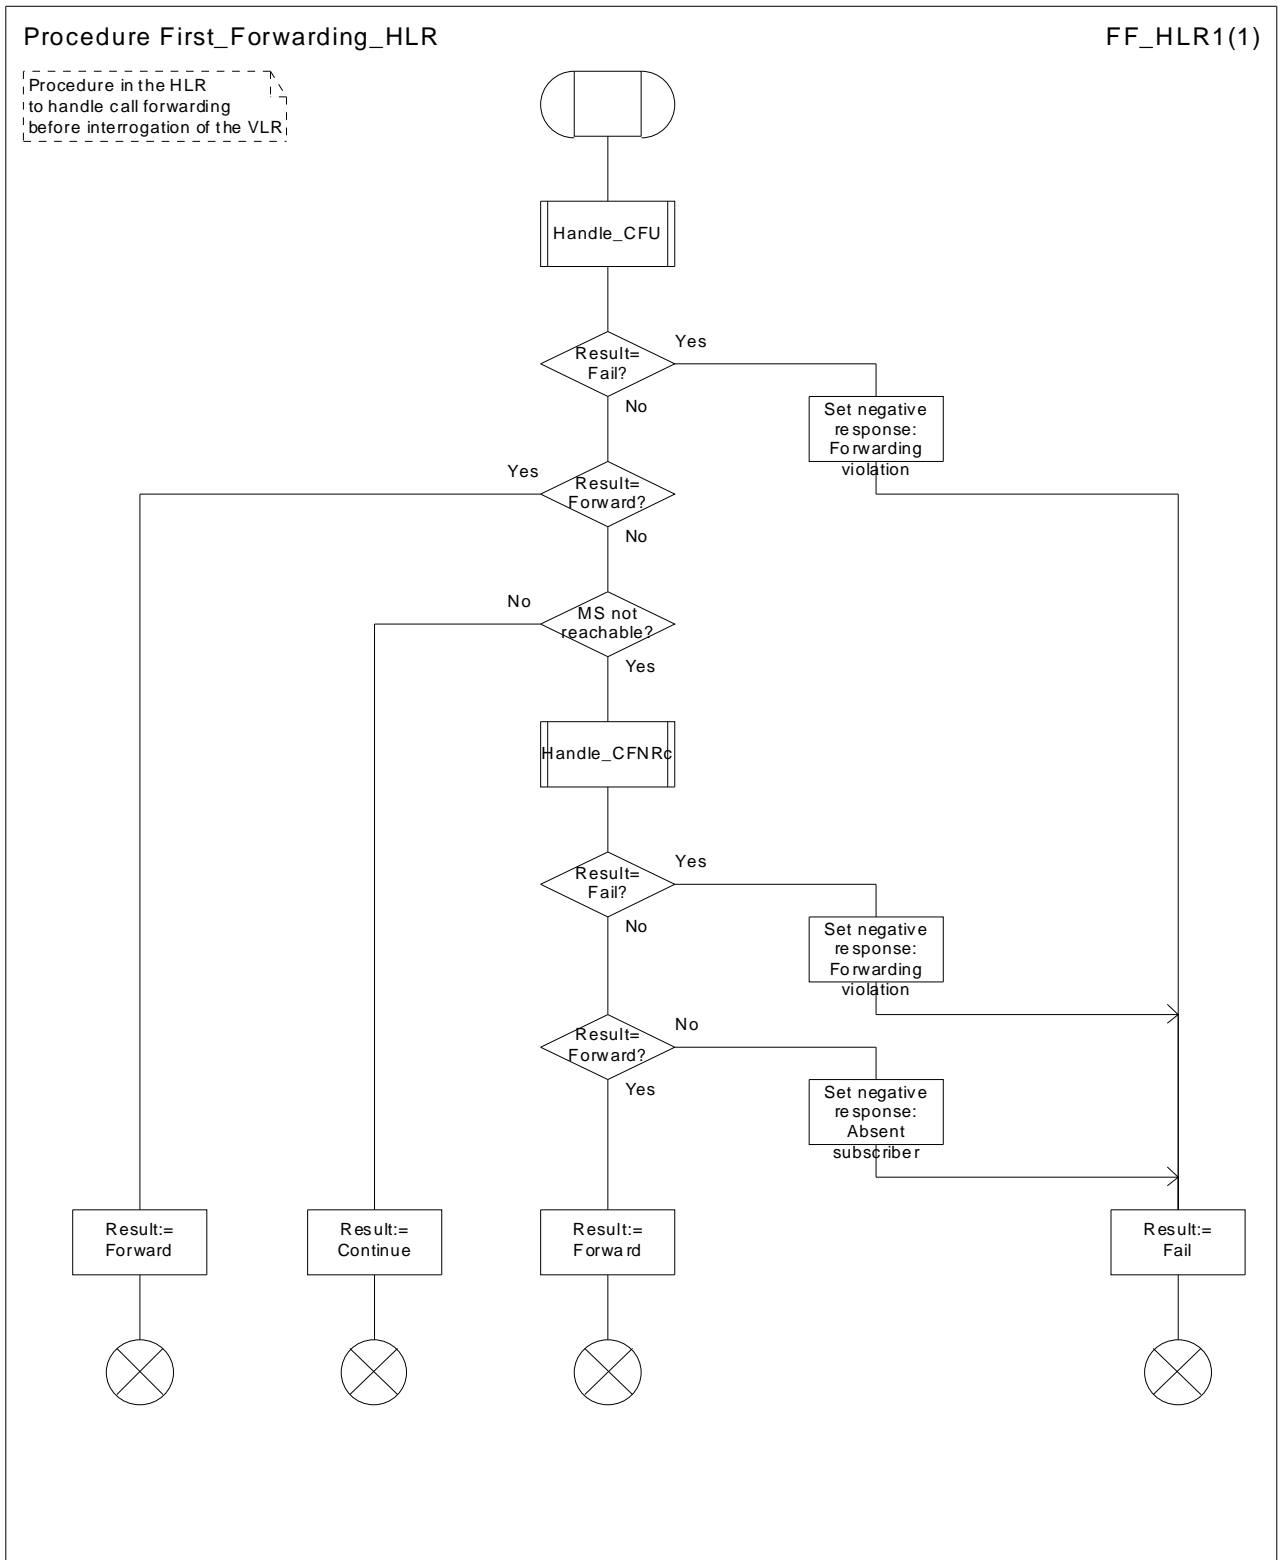 Procedure First_Forwarding_HLR
FF_HLR1(1)
Procedure in the HLR
to handle call forwarding
before interrogation of the VLR
Handle_CFU
Result=
Fail?
Yes
No
Set negative
response:
Forwarding
violation
Yes
Result=
Forward?
No
No
MS not
reachable?
Yes
Handle_CFNRc
Result=
Fail?
Yes
No
Set negative
response:
Forwarding
violation
Result=
Forward?
No
Yes
Set negative
response:
Absent
subscriber
Result:=
Forward
Result:=
Continue
Result:=
Forward
Result:=
Fail